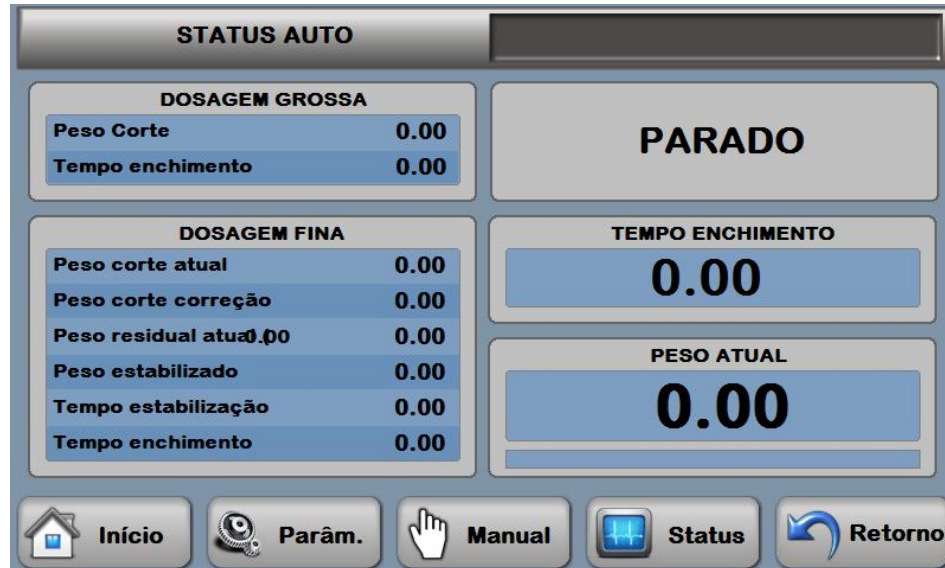 STATUS AUTO
DOSAGEM GROSSA
Peso Corte 0.00
Tempo enchimento 0.00
PARADO
DOSAGEM FINA
Peso corte atual 0.00
Peso corte correção 0.00
Peso residual atual ( 0.00 0.00
Peso estabilizado 0.00
Tempo estabilização 0.00
Tempo enchimento 0.00
TEMPO ENCHIMENTO
0.00
PESO ATUAL
0.00
Início Parâm. Manual Status Retorno